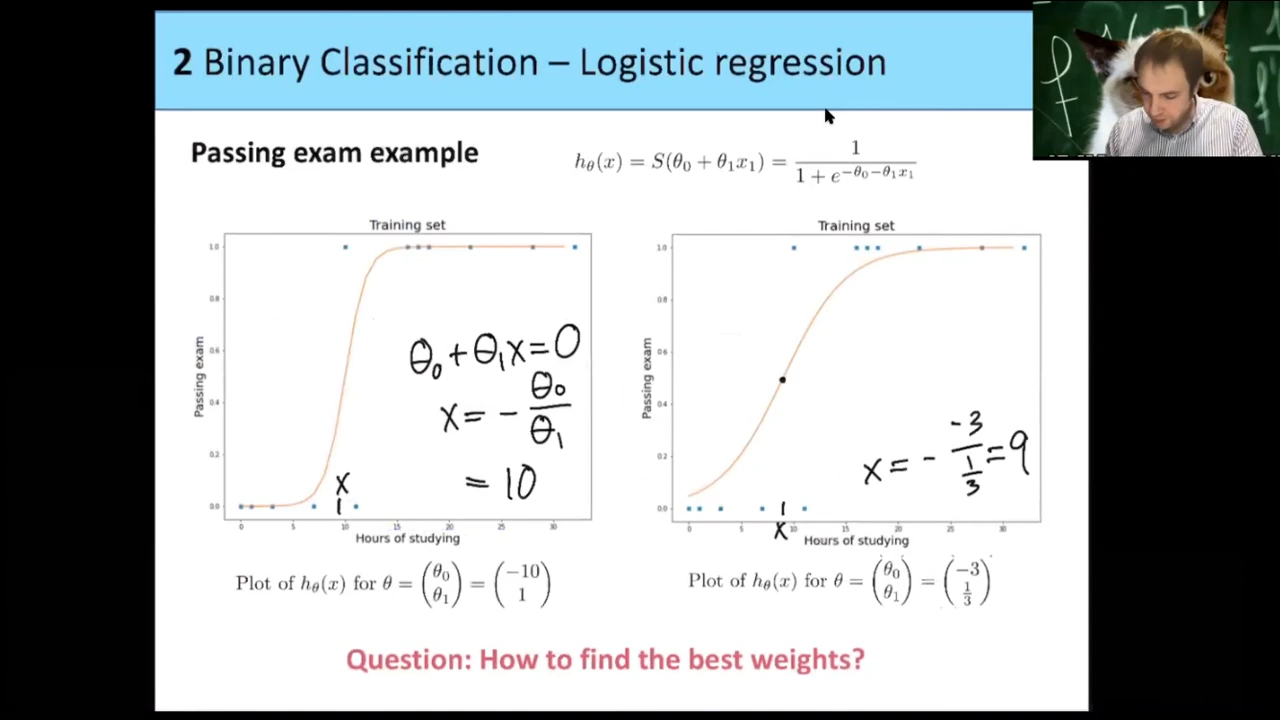 2 Binary Classification – Logistic regression
Passing exam example
h_θ(x) = S(θ₀ + θ₁x₁) = 1 / (1 + e^(−θ₀−θ₁x₁))
Training set
1.0
0.8
0.6
0.4
0.2
0.0
Passing exam
0 5 10 15 20 25 30
Hours of studying
θ₀ + θ₁x = 0
x = − θ₀/θ₁
= 10
x
Plot of h_θ(x) for θ = (θ₀ θ₁) = (−10 1)
Training set
1.0
0.8
0.6
0.4
0.2
0.0
Passing exam
0 5 10 15 20 25 30
Hours of studying
x = − −3/(1/3) = 9
x
Plot of h_θ(x) for θ = (θ₀ θ₁) = (−3 1/3)
Question: How to find the best weights?